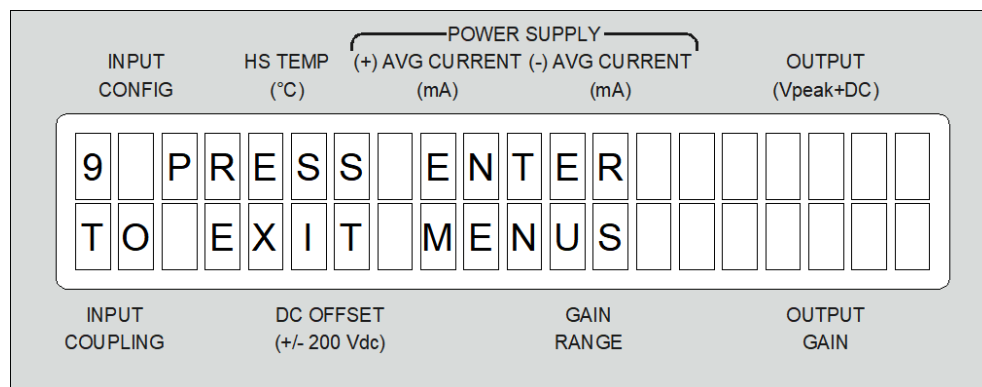 POWER SUPPLY
INPUT CONFIG
HS TEMP (°C)
(+) AVG CURRENT (mA)
(-) AVG CURRENT (mA)
OUTPUT (Vpeak+DC)
9 PRESS ENTER
TO EXIT MENUS
INPUT COUPLING
DC OFFSET (+/- 200 Vdc)
GAIN RANGE
OUTPUT GAIN